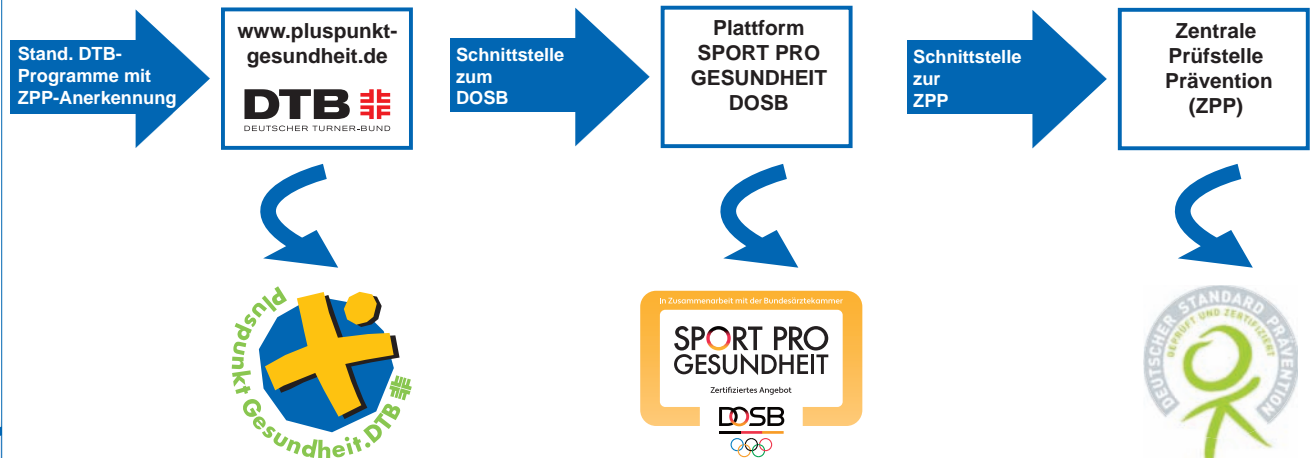 Stand. DTB-
Programme mit
ZPP-Anerkennung
www.pluspunkt-
gesundheit.de
DTB
DEUTSCHER TURNER-BUND
Schnittstelle
zum
DOSB
Plattform
SPORT PRO
GESUNDHEIT
DOSB
Schnittstelle
zur
ZPP
Zentrale
Prüfstelle
Prävention
(ZPP)
pluspunkt Gesundheit.DTB
In Zusammenarbeit mit der Bundesärztekammer
SPORT PRO
GESUNDHEIT
Zertifiziertes Angebot
DOSB
DEUTSCHER STANDARD PRÄVENTION
GEPRÜFT UND ZERTIFIZIERT